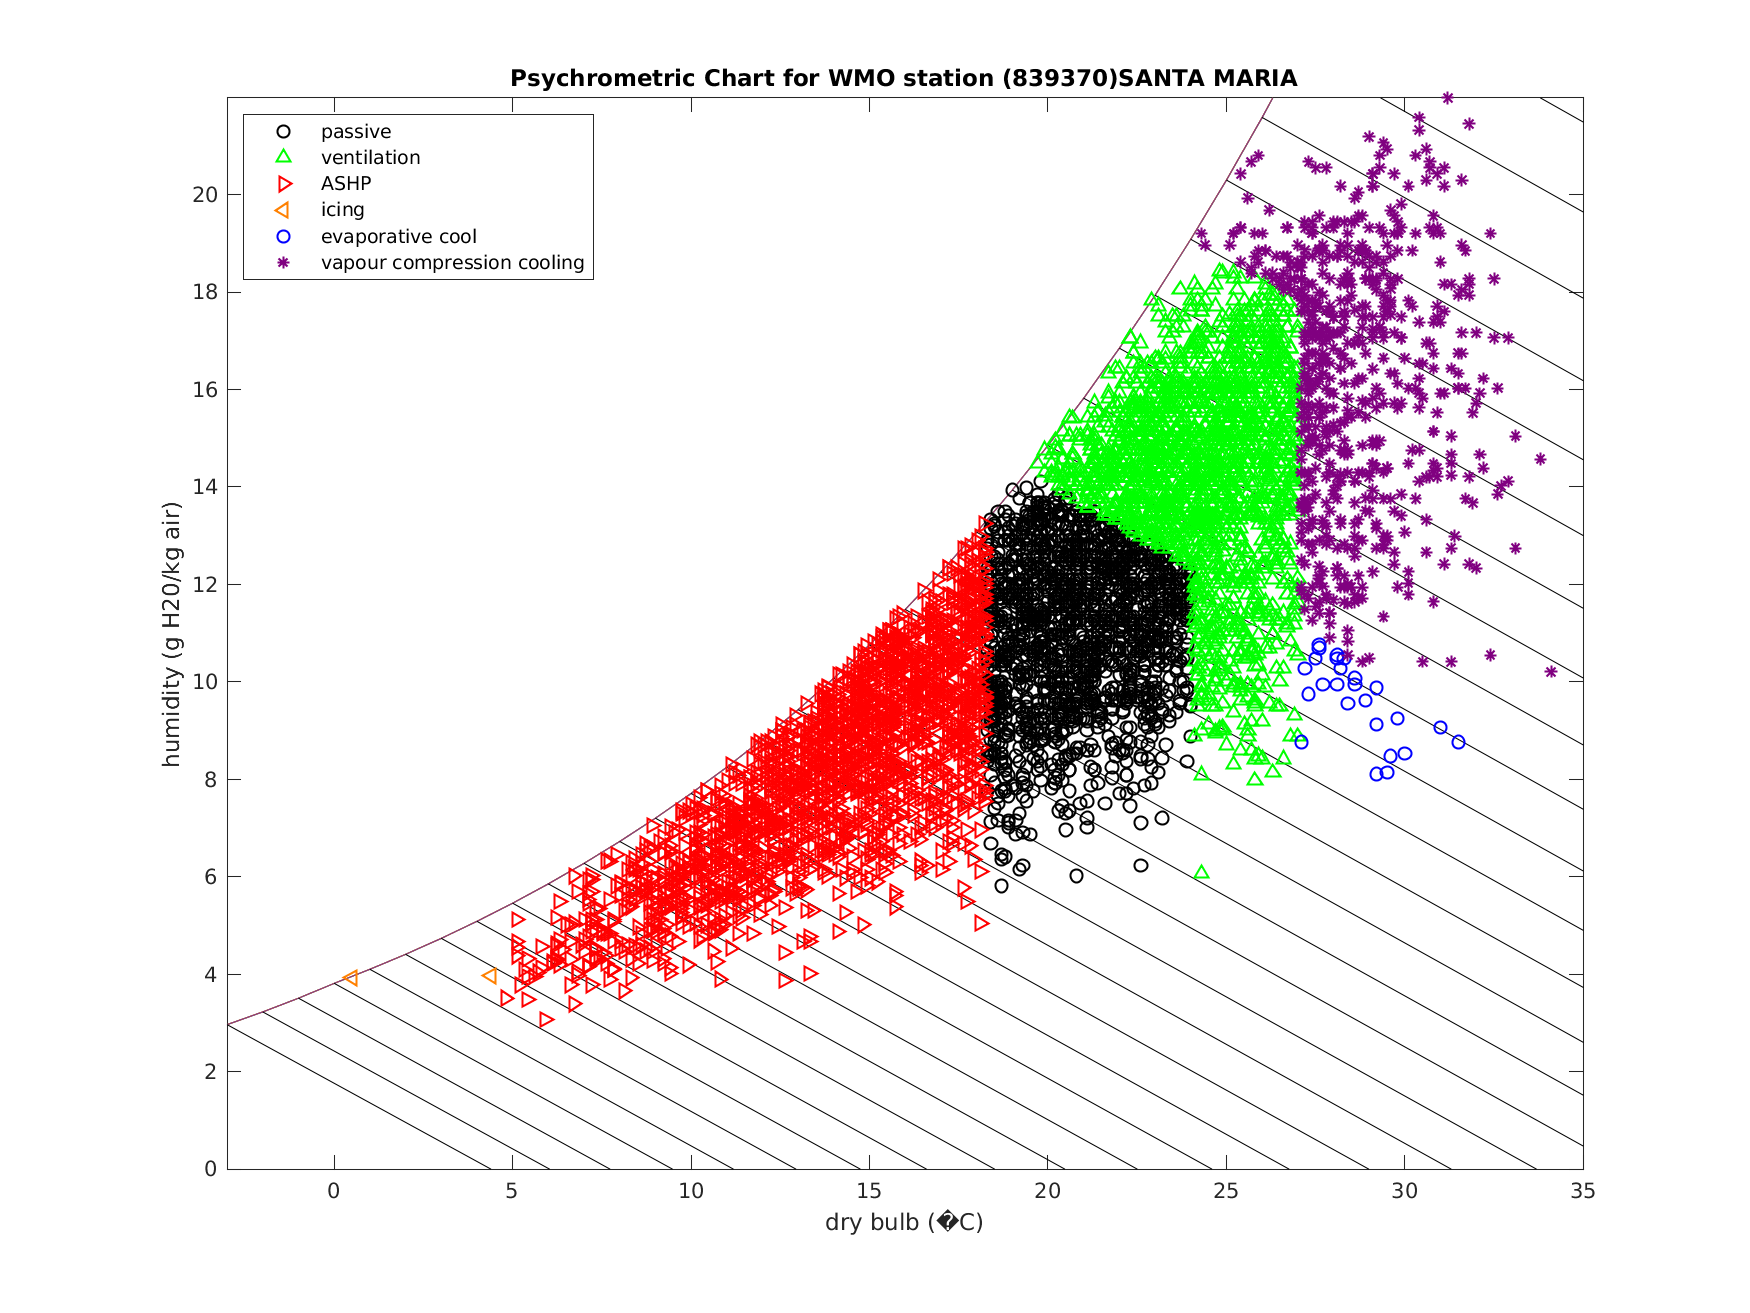 Psychrometric Chart for WMO station (839370)SANTA MARIA
passive
ventilation
ASHP
icing
evaporative cool
vapour compression cooling
humidity (g H20/kg air)
20
18
16
14
12
10
8
6
4
2
0
0 5 10 15 20 25 30 35
dry bulb (�C)